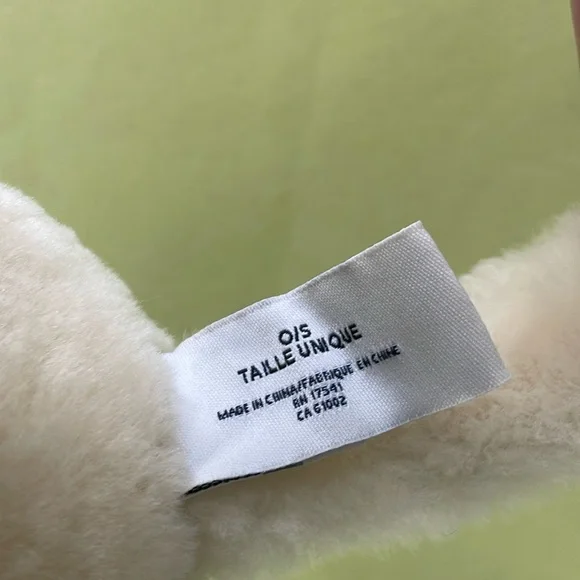 O/S
TAILLE UNIQUE
MADE IN CHINA/FABRIQUE EN CHINE
RN 17541
CA 61002